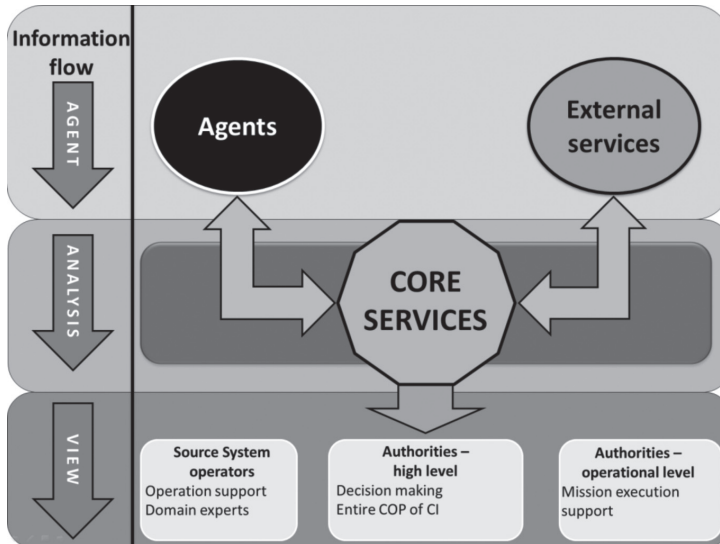 Information
flow
AGENT
Agents
External
services
ANALYSIS
CORE
SERVICES
VIEW
Source System
operators
Operation support
Domain experts
Authorities –
high level
Decision making
Entire COP of CI
Authorities –
operational level
Mission execution
support